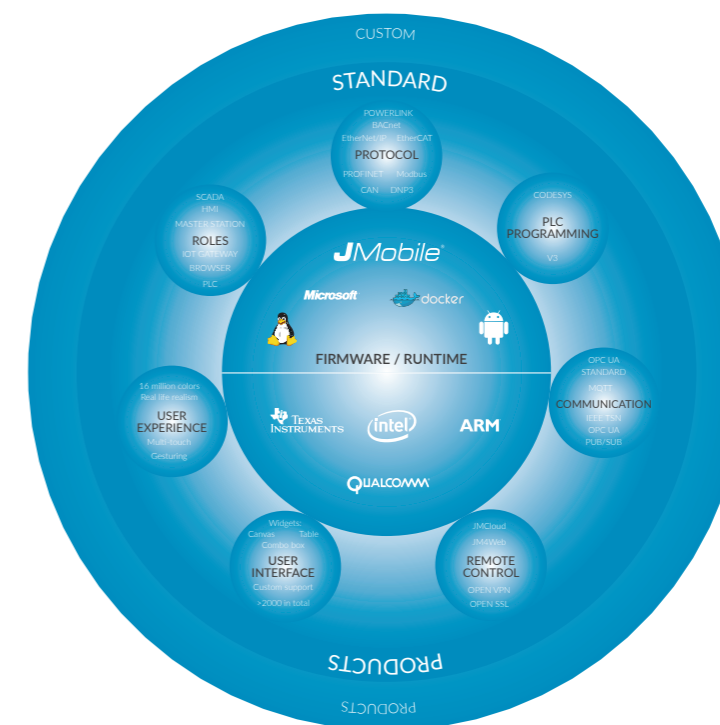 CUSTOM
STANDARD
POWERLINK
BACnet
EtherNet/IP EtherCAT
PROTOCOL
PROFINET Modbus
CAN DNP3
SCADA
HMI
MASTER STATION
ROLES
IOT GATEWAY
BROWSER
PLC
CODESYS
PLC
PROGRAMMING
V3
JMobile®
Microsoft
docker
FIRMWARE / RUNTIME
TEXAS
INSTRUMENTS
intel
ARM
QUALCOMM
16 million colors
Real life realism
USER
EXPERIENCE
Multi-touch
Gesturing
OPC UA
STANDARD
MQTT
COMMUNICATION
IEEE TSN
OPC UA
PUB/SUB
Widgets:
Canvas Table
Combo box
USER
INTERFACE
Custom support
>2000 in total
JMCloud
JM4Web
REMOTE
CONTROL
OPEN VPN
OPEN SSL
PRODUCTS
PRODUCTS